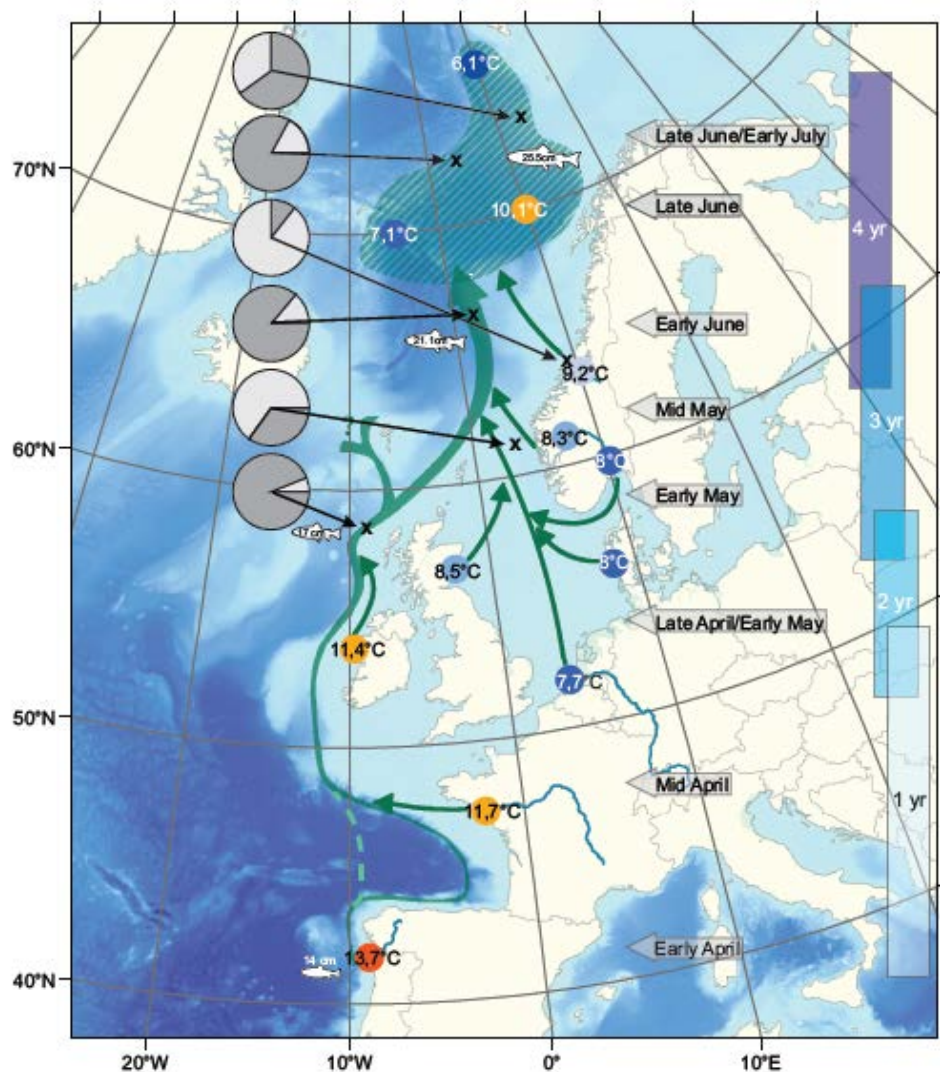 6,1°C
Late June/Early July
70°N
25.5cm
Late June
10,1°C
7,1°C
4 yr
Early June
21.1cm
9,2°C
Mid May
3 yr
60°N
8,3°C
8°C
Early May
17 cm
8,5°C
8°C
2 yr
Late April/Early May
11,4°C
7,7°C
50°N
Mid April
1 yr
11,7°C
Early April
14 cm
13,7°C
40°N
20°W
10°W
0°
10°E